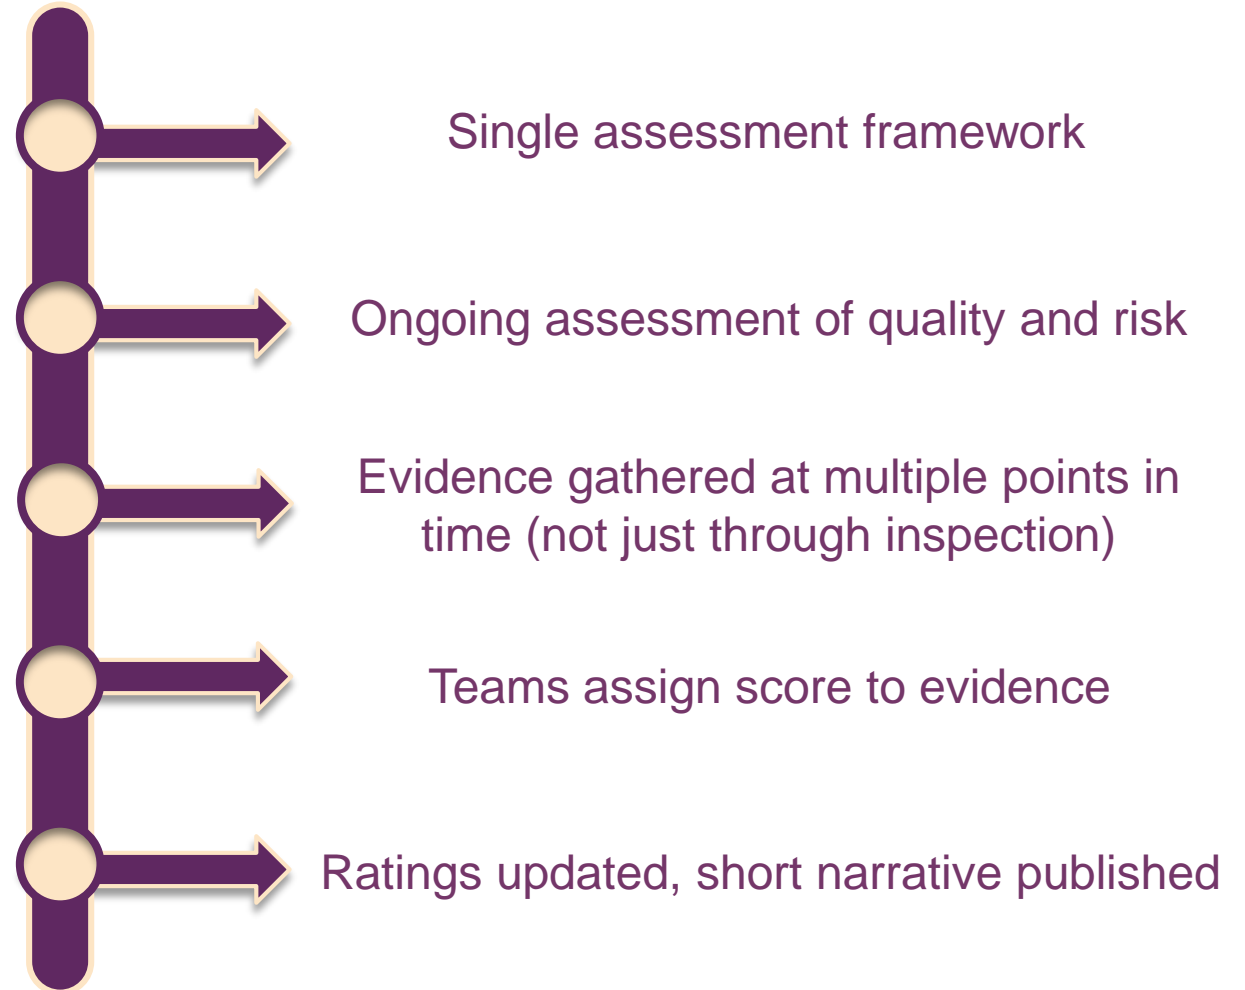 Single assessment framework
Ongoing assessment of quality and risk
Evidence gathered at multiple points in
time (not just through inspection)
Teams assign score to evidence
Ratings updated, short narrative published